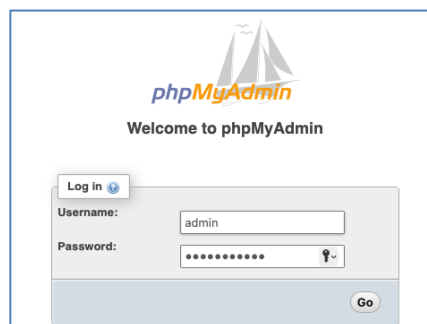 phpMyAdmin
Welcome to phpMyAdmin
Log in
Username:
admin
Password:
•••••••••••
Go